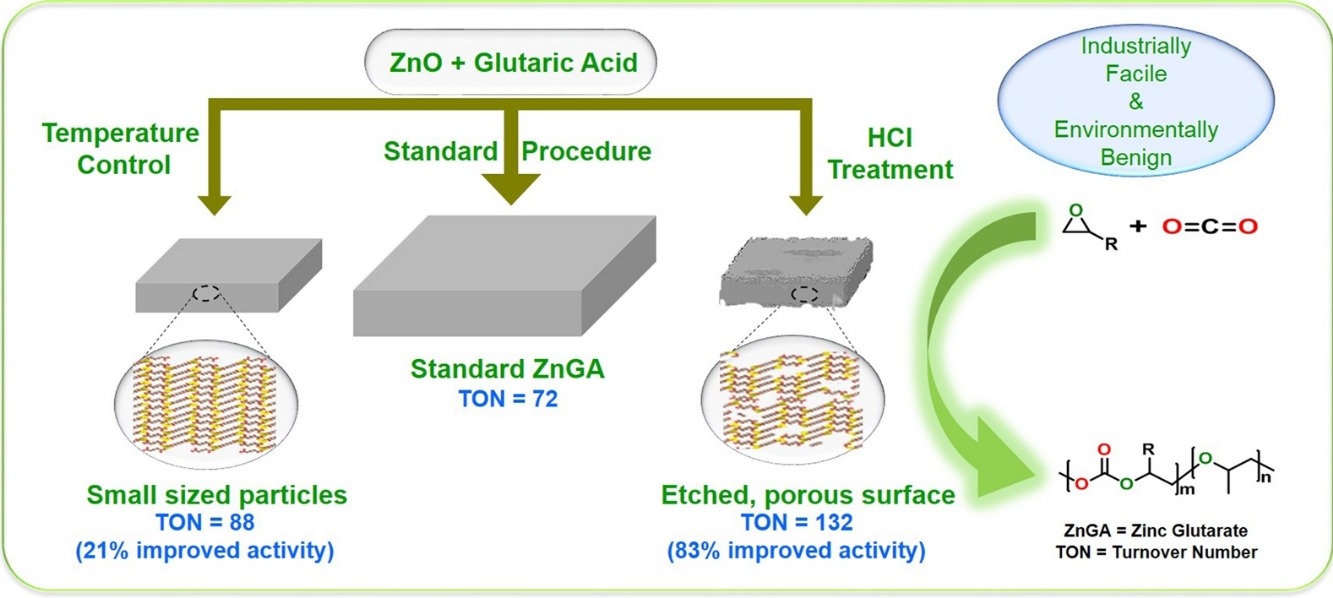 ZnO + Glutaric Acid
Temperature
Control
Standard Procedure
HCl
Treatment
Industrially
Facile
&
Environmentally
Benign
O
R
+
O=C=O
Standard ZnGA
TON = 72
Small sized particles
TON = 88
(21% improved activity)
Etched, porous surface
TON = 132
(83% improved activity)
O
R
O
O
O
m
n
ZnGA = Zinc Glutarate
TON = Turnover Number